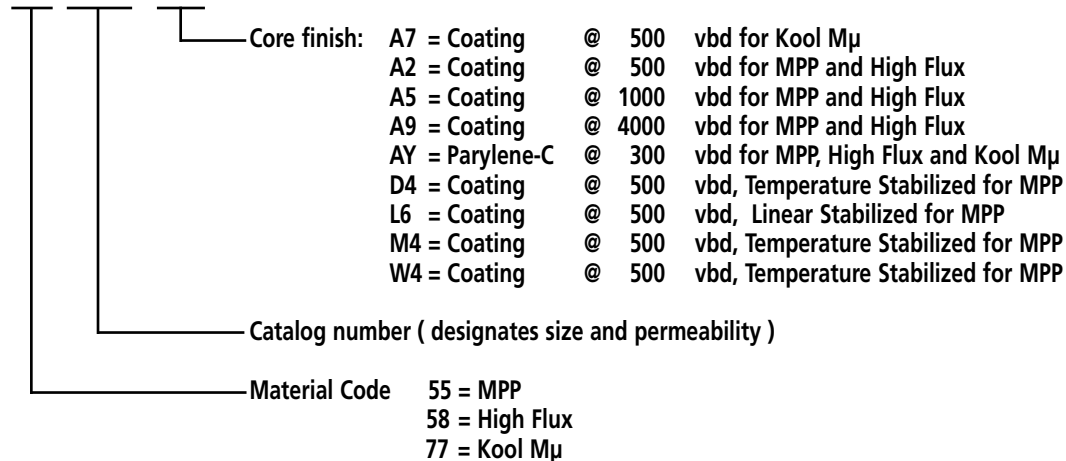 Core finish: A7 = Coating @ 500 vbd for Kool Mµ
A2 = Coating @ 500 vbd for MPP and High Flux
A5 = Coating @ 1000 vbd for MPP and High Flux
A9 = Coating @ 4000 vbd for MPP and High Flux
AY = Parylene-C @ 300 vbd for MPP, High Flux and Kool Mµ
D4 = Coating @ 500 vbd, Temperature Stabilized for MPP
L6 = Coating @ 500 vbd, Linear Stabilized for MPP
M4 = Coating @ 500 vbd, Temperature Stabilized for MPP
W4 = Coating @ 500 vbd, Temperature Stabilized for MPP
Catalog number ( designates size and permeability )
Material Code 55 = MPP
58 = High Flux
77 = Kool Mµ